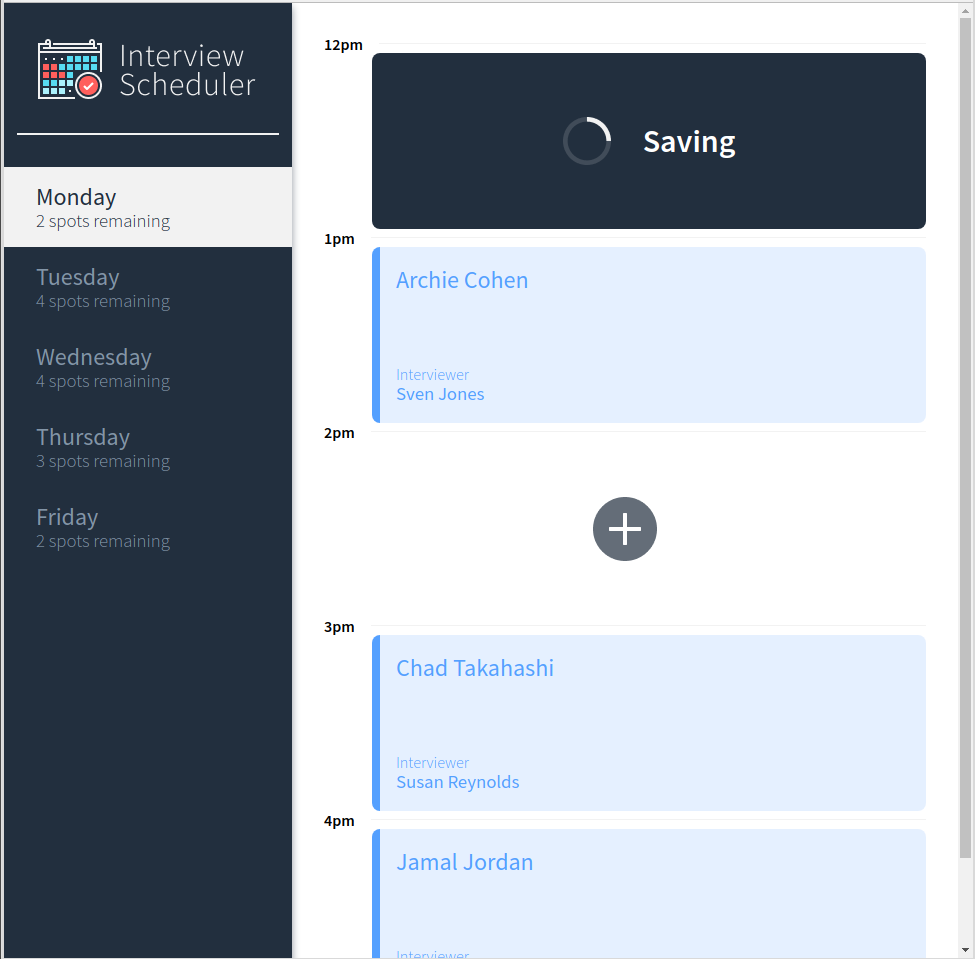 Interview
Scheduler
Monday
2 spots remaining
Tuesday
4 spots remaining
Wednesday
4 spots remaining
Thursday
3 spots remaining
Friday
2 spots remaining
12pm
Saving
1pm
Archie Cohen
Interviewer
Sven Jones
2pm
3pm
Chad Takahashi
Interviewer
Susan Reynolds
4pm
Jamal Jordan
Interviewer